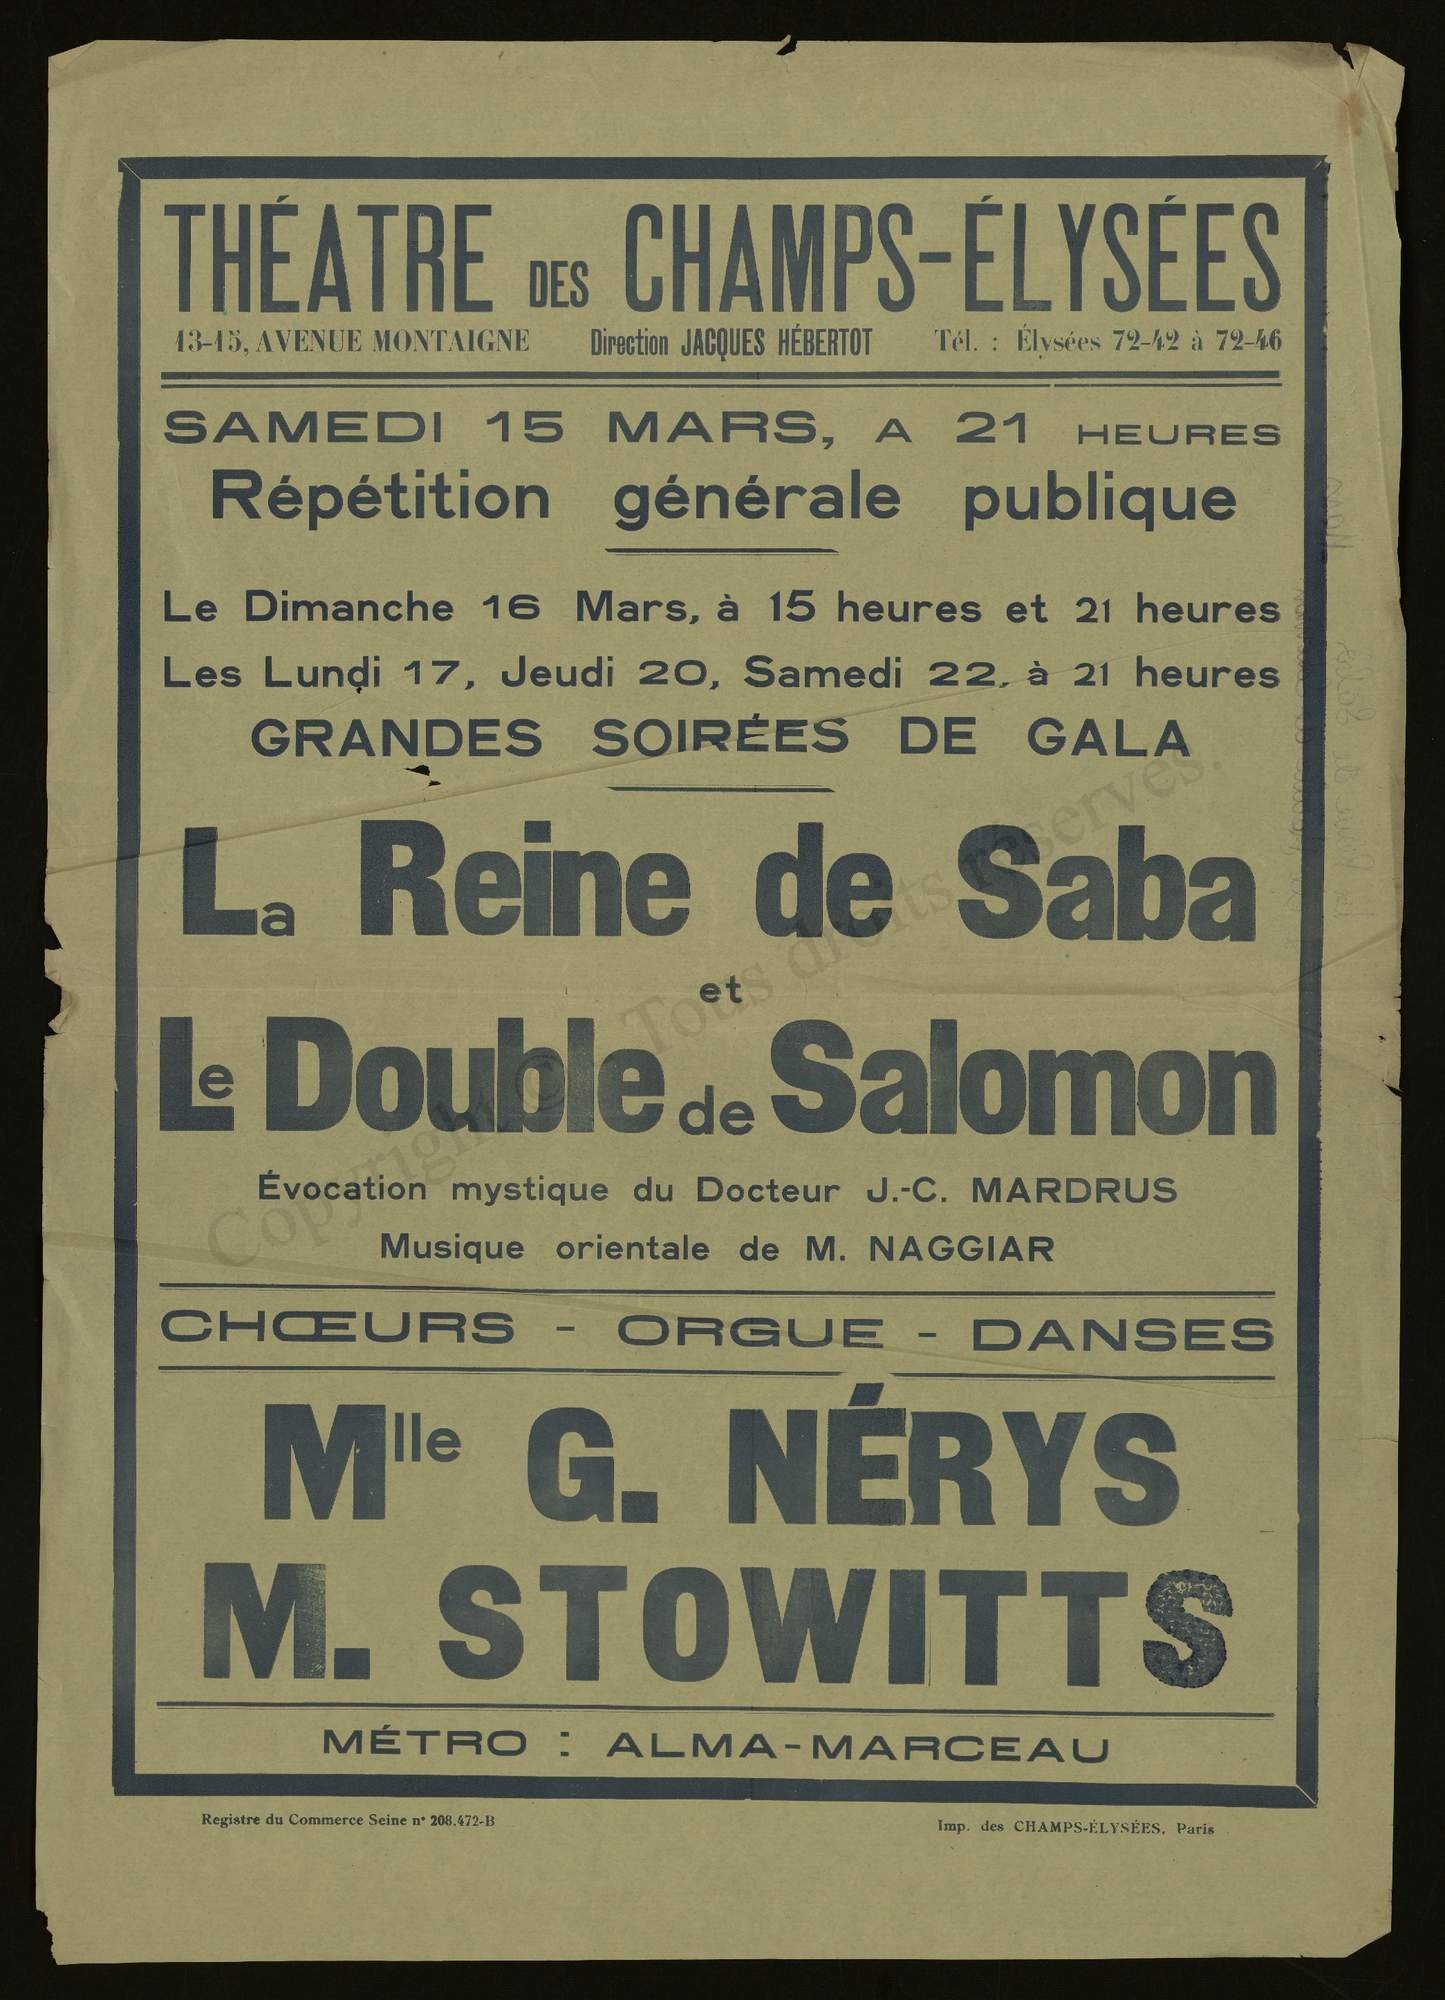 THÉATRE DES CHAMPS-ÉLYSÉES
13-15, AVENUE MONTAIGNE Direction JACQUES HÉBERTOT Tél. : Élysées 72-42 à 72-46
SAMEDI 15 MARS, A 21 HEURES
Répétition générale publique
Le Dimanche 16 Mars, à 15 heures et 21 heures
Les Lundi 17, Jeudi 20, Samedi 22, à 21 heures
GRANDES SOIRÉES DE GALA
La Reine de Saba
et
Le Double de Salomon
Évocation mystique du Docteur J.-C. MARDRUS
Musique orientale de M. NAGGIAR
CHŒURS - ORGUE - DANSES
Mlle G. NÉRYS
M. STOWITTS
MÉTRO : ALMA-MARCEAU
Registre du Commerce Seine n° 208.472-B
Imp. des CHAMPS-ÉLYSÉES, Paris
Copyright © - Tous droits réservés.